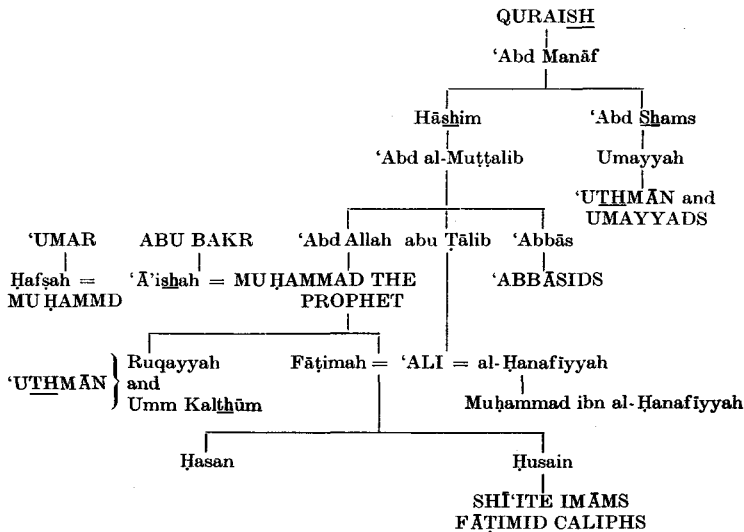 QURAISH
‘Abd Manāf
Hāshim ‘Abd Shams
‘Abd al-Muṭṭalib Umayyah
‘UTHMĀN and
UMAYYADS
‘UMAR ABU BAKR ‘Abd Allah abu Ṭālib ‘Abbās
Ḥafṣah = ‘Ā’ishah = MUḤAMMAD THE ‘ABBĀSIDS
MUḤAMMD PROPHET
Ruqayyah Fāṭimah = ‘ALI = al-Ḥanafīyyah
‘UTHMĀN } and
Umm Kalthūm Muḥammad ibn al-Ḥanafīyyah
Ḥasan Ḥusain
SHĪ‘ITE IMĀMS
FĀṬIMID CALIPHS